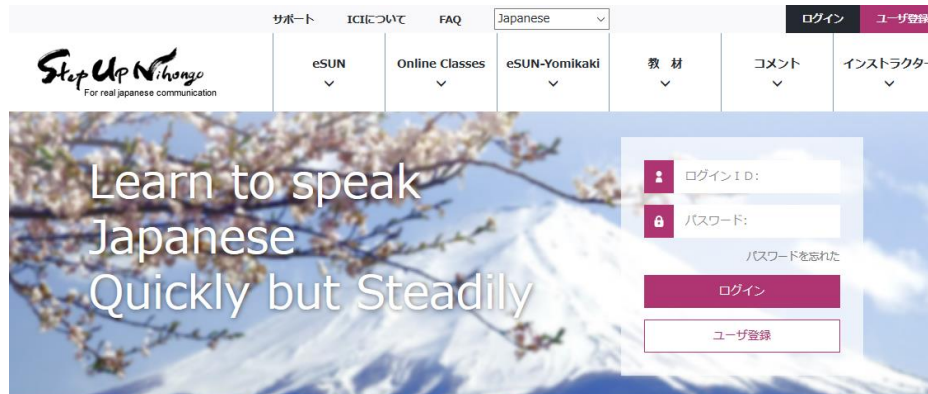 サポート ICIについて FAQ Japanese ログイン ユーザ登録
Step Up Nihongo
For real japanese communication
eSUN Online Classes eSUN-Yomikaki 教 材 コメント インストラクター
Learn to speak
Japanese
Quickly but Steadily
ログインＩＤ:
パスワード:
パスワードを忘れた
ログイン
ユーザ登録